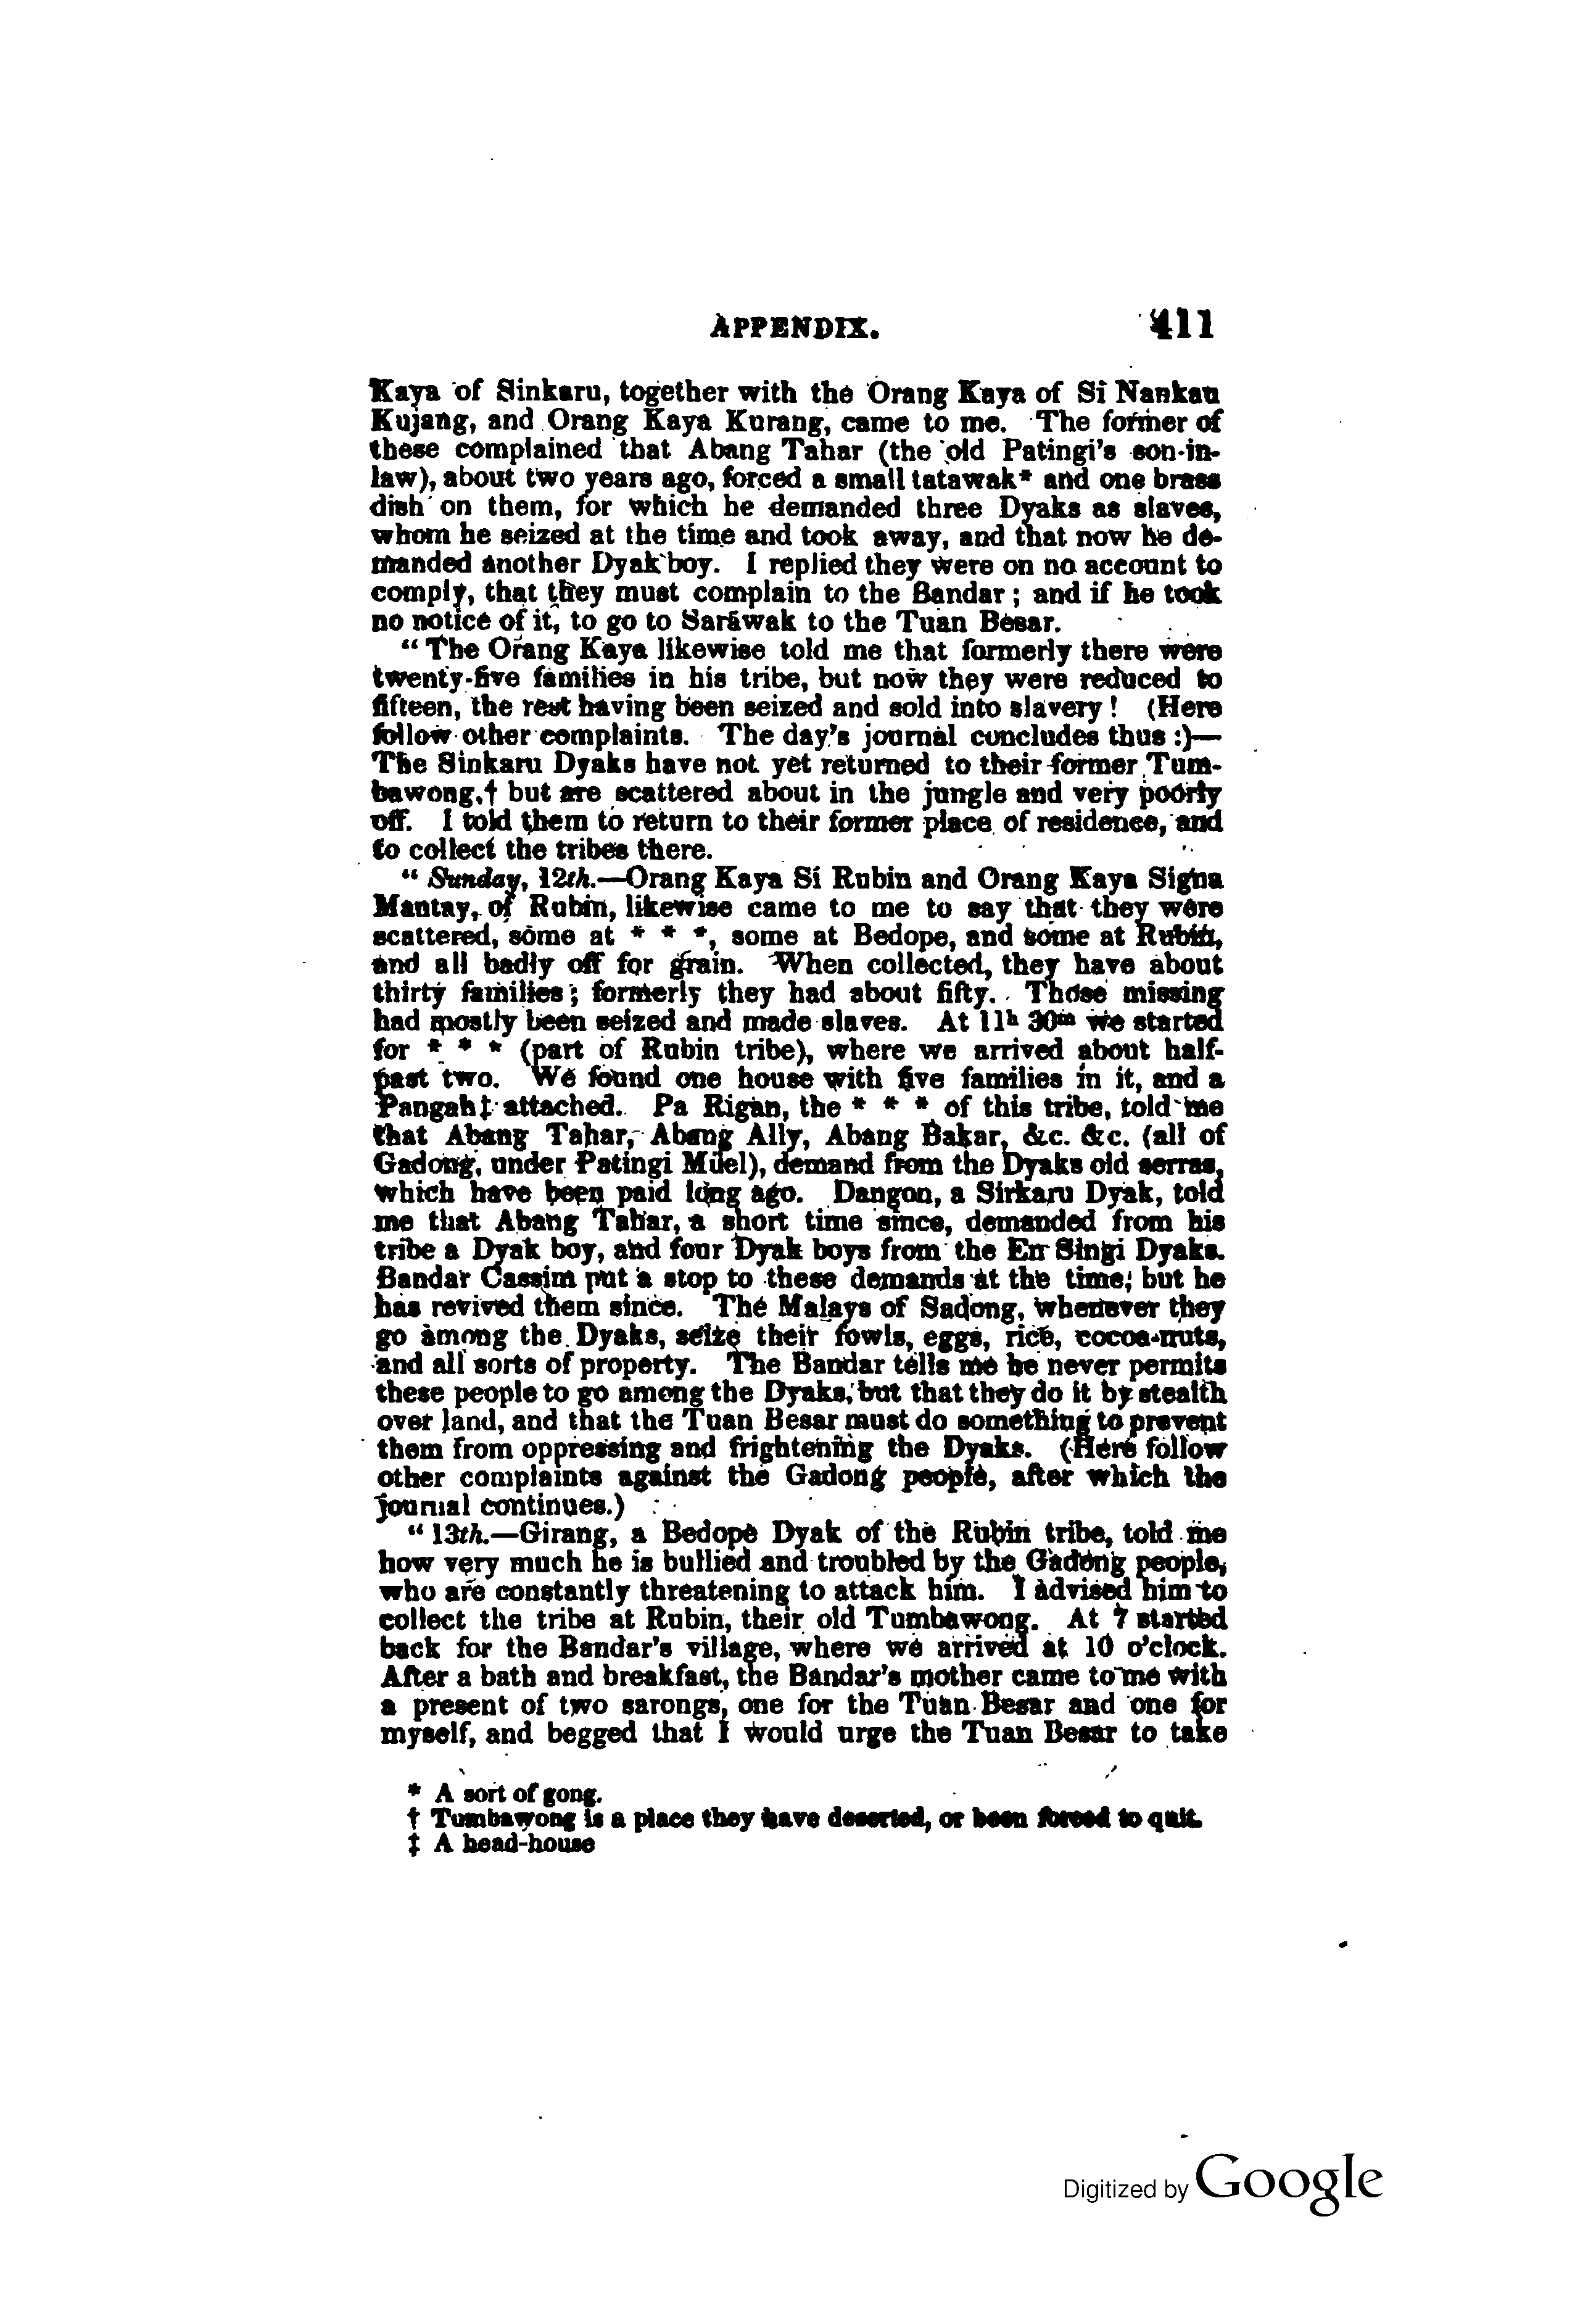 APPENDIX. 411
Kaya of Sinkaru, together with the Orang Kaya of Si Nankau
Kujang, and Orang Kaya Kurang, came to me. The former of
these complained that Abang Tahar (the old Patingi's son-in-
law), about two years ago, forced a small tatawak* and one brass
dish on them, for which he demanded three Dyaks as slaves,
whom he seized at the time and took away, and that now he de-
manded another Dyak boy. I replied they were on no account to
comply, that they must complain to the Bandar; and if he took
no notice of it, to go to Saráwak to the Tuan Besar.
"The Orang Kaya likewise told me that formerly there were
twenty-five families in his tribe, but now they were reduced to
fifteen, the rest having been seized and sold into slavery! (Here
follow other complaints. The day's journal concludes thus:)—
The Sinkaru Dyaks have not yet returned to their former Tum-
bawong,† but are scattered about in the jungle and very poorly
off. I told them to return to their former place of residence, and
to collect the tribes there.
"Sunday, 12th.—Orang Kaya Si Rubin and Orang Kaya Signa
Mantay, of Rubin, likewise came to me to say that they were
scattered, some at * * *, some at Bedope, and some at Rubin,
and all badly off for grain. When collected, they have about
thirty families; formerly they had about fifty. Those missing
had mostly been seized and made slaves. At 11h 30m we started
for * * * (part of Rubin tribe), where we arrived about half-
past two. We found one house with five families in it, and a
Pangah‡ attached. Pa Rigan, the * * * of this tribe, told me
that Abang Tahar, Abang Ally, Abang Bakar, &c. &c. (all of
Gadong, under Patingi Müel), demand from the Dyaks old serras,
which have been paid long ago. Dangon, a Sirkaru Dyak, told
me that Abang Tahar, a short time since, demanded from his
tribe a Dyak boy, and four Dyak boys from the Err Singi Dyaks.
Bandar Cassim put a stop to these demands at the time; but he
has revived them since. The Malays of Sadong, whenever they
go among the Dyaks, seize their fowls, eggs, rice, cocoa-nuts,
and all sorts of property. The Bandar tells me he never permits
these people to go among the Dyaks, but that they do it by stealth
over land, and that the Tuan Besar must do something to prevent
them from oppressing and frightening the Dyaks. (Here follow
other complaints against the Gadong people, after which the
journal continues.)
"13th.—Girang, a Bedope Dyak of the Rubin tribe, told me
how very much he is bullied and troubled by the Gadong people,
who are constantly threatening to attack him. I advised him to
collect the tribe at Rubin, their old Tumbawong. At 7 started
back for the Bandar's village, where we arrived at 10 o'clock.
After a bath and breakfast, the Bandar's mother came to me with
a present of two sarongs, one for the Tuan Besar and one for
myself, and begged that I would urge the Tuan Besar to take
* A sort of gong.
† Tumbawong is a place they have deserted, or been forced to quit.
‡ A head-house
Digitized by Google